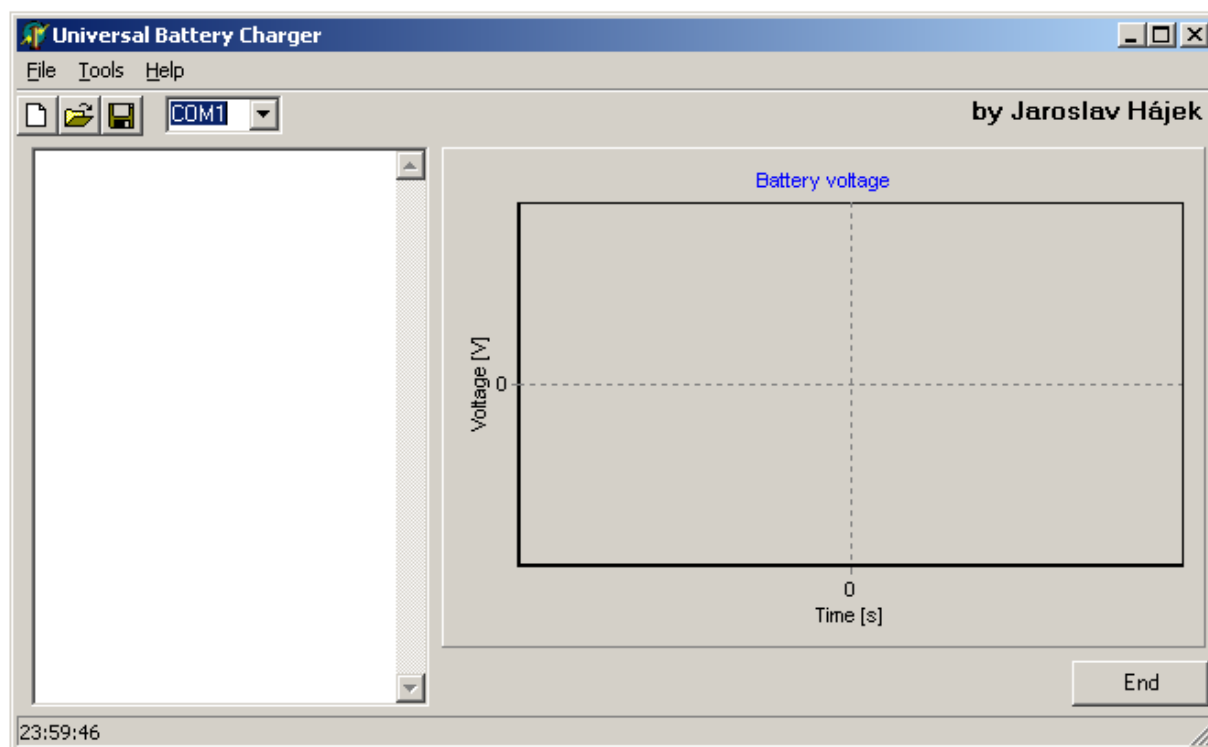 Universal Battery Charger
File Tools Help
COM1
by Jaroslav Hájek
Battery voltage
Voltage [V]
0
0
Time [s]
End
23:59:46